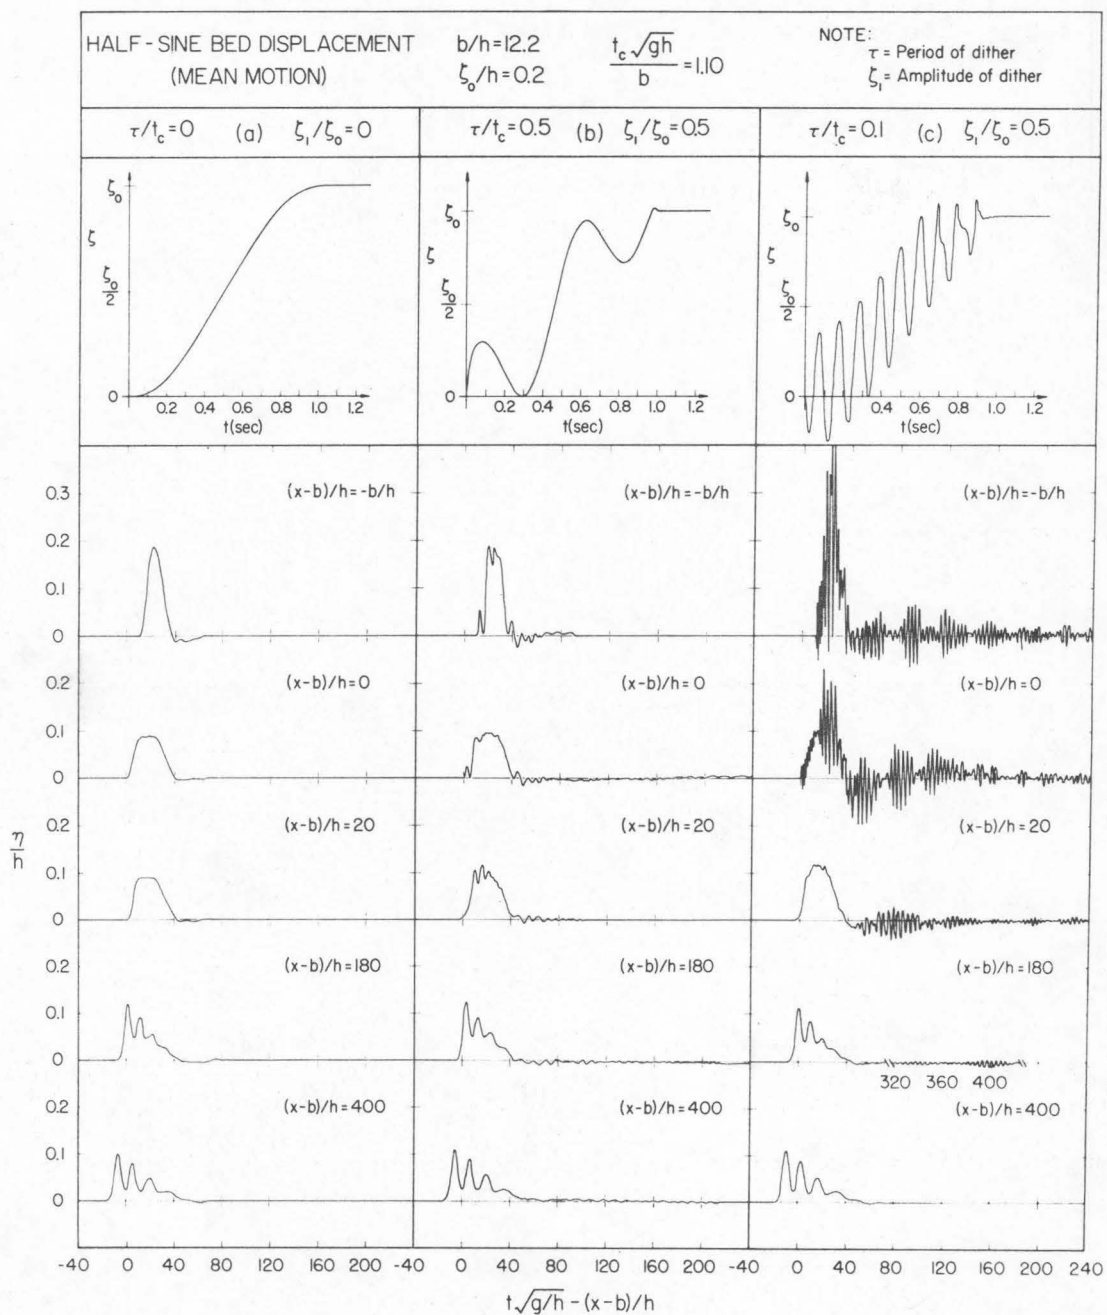 HALF-SINE BED DISPLACEMENT
(MEAN MOTION)
b/h=12.2
ζ₀/h=0.2
t_c√gh / b =1.10
NOTE:
τ = Period of dither
ζ₁= Amplitude of dither
τ/t_c=0 (a) ζ₁/ζ₀=0
τ/t_c=0.5 (b) ζ₁/ζ₀=0.5
τ/t_c=0.1 (c) ζ₁/ζ₀=0.5
ζ₀
ζ
ζ₀/2
0
0.2 0.4 0.6 0.8 1.0 1.2
t(sec)
ζ₀
ζ
ζ₀/2
0
0.2 0.4 0.6 0.8 1.0 1.2
t(sec)
ζ₀
ζ
ζ₀/2
0
0.4 0.6 0.8 1.2
t(sec)
0.3
0.2
0.1
0
(x-b)/h=-b/h
(x-b)/h=-b/h
(x-b)/h=-b/h
0.2
0.1
0
(x-b)/h=0
(x-b)/h=0
(x-b)/h=0
η/h
0.2
0.1
0
(x-b)/h=20
(x-b)/h=20
(x-b)/h=20
0.2
0.1
0
(x-b)/h=180
(x-b)/h=180
(x-b)/h=180
320 360 400
0.2
0.1
0
(x-b)/h=400
(x-b)/h=400
(x-b)/h=400
-40 0 40 80 120 160 200 -40 0 40 80 120 160 200 -40 0 40 80 120 160 200 240
t√g/h-(x-b)/h